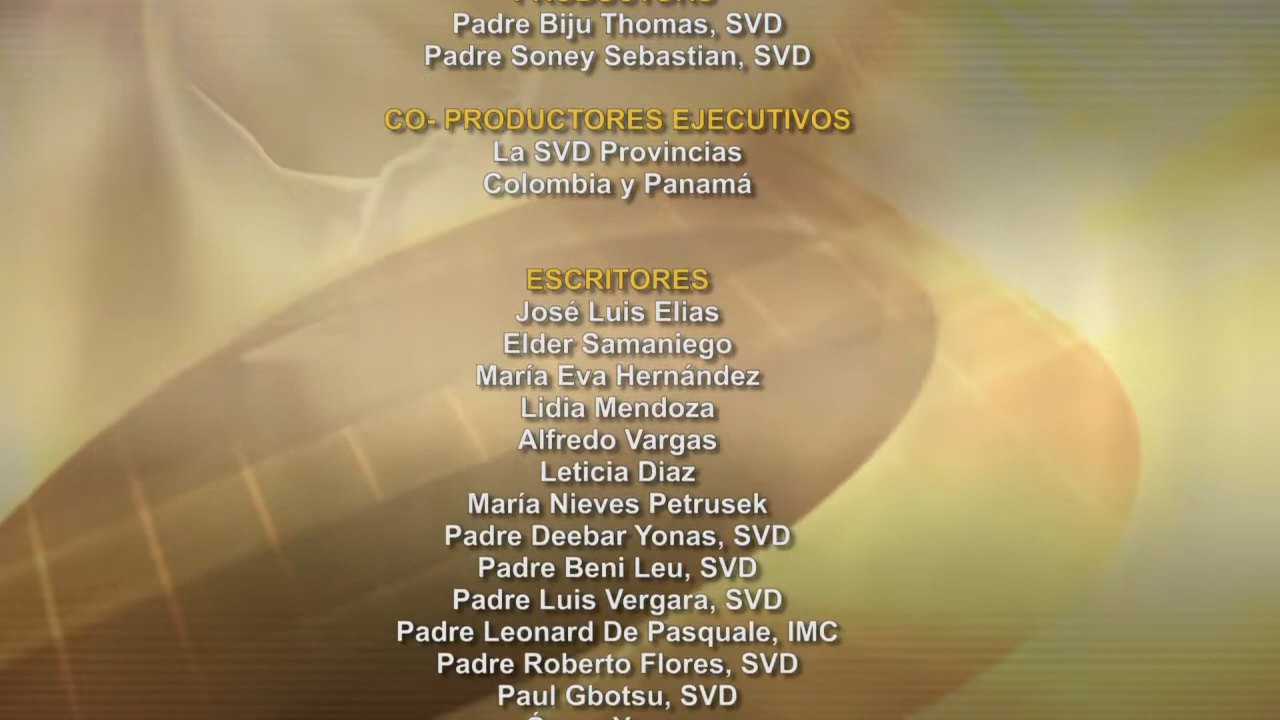 Padre Biju Thomas, SVD
Padre Soney Sebastian, SVD
CO- PRODUCTORES EJECUTIVOS
La SVD Provincias
Colombia y Panamá
ESCRITORES
José Luis Elias
Elder Samaniego
María Eva Hernández
Lidia Mendoza
Alfredo Vargas
Leticia Diaz
María Nieves Petrusek
Padre Deebar Yonas, SVD
Padre Beni Leu, SVD
Padre Luis Vergara, SVD
Padre Leonard De Pasquale, IMC
Padre Roberto Flores, SVD
Paul Gbotsu, SVD